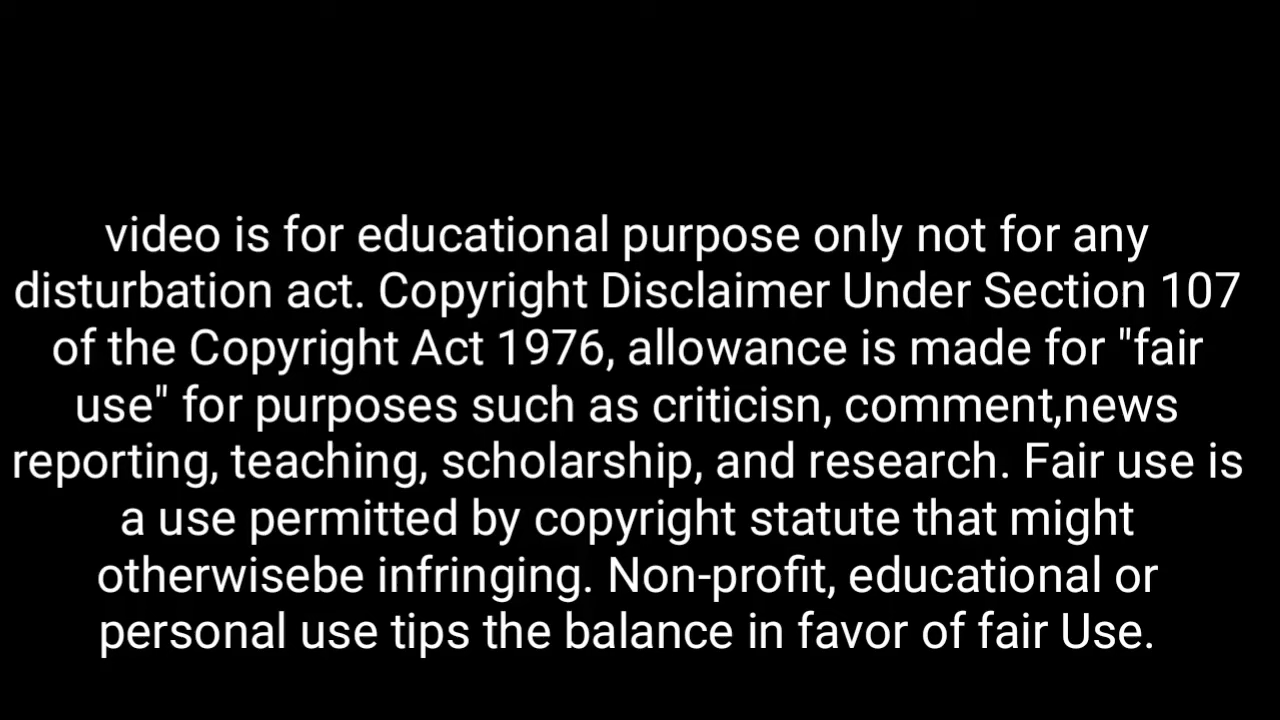 video is for educational purpose only not for any
disturbation act. Copyright Disclaimer Under Section 107
of the Copyright Act 1976, allowance is made for "fair
use" for purposes such as criticisn, comment,news
reporting, teaching, scholarship, and research. Fair use is
a use permitted by copyright statute that might
otherwisebe infringing. Non-profit, educational or
personal use tips the balance in favor of fair Use.